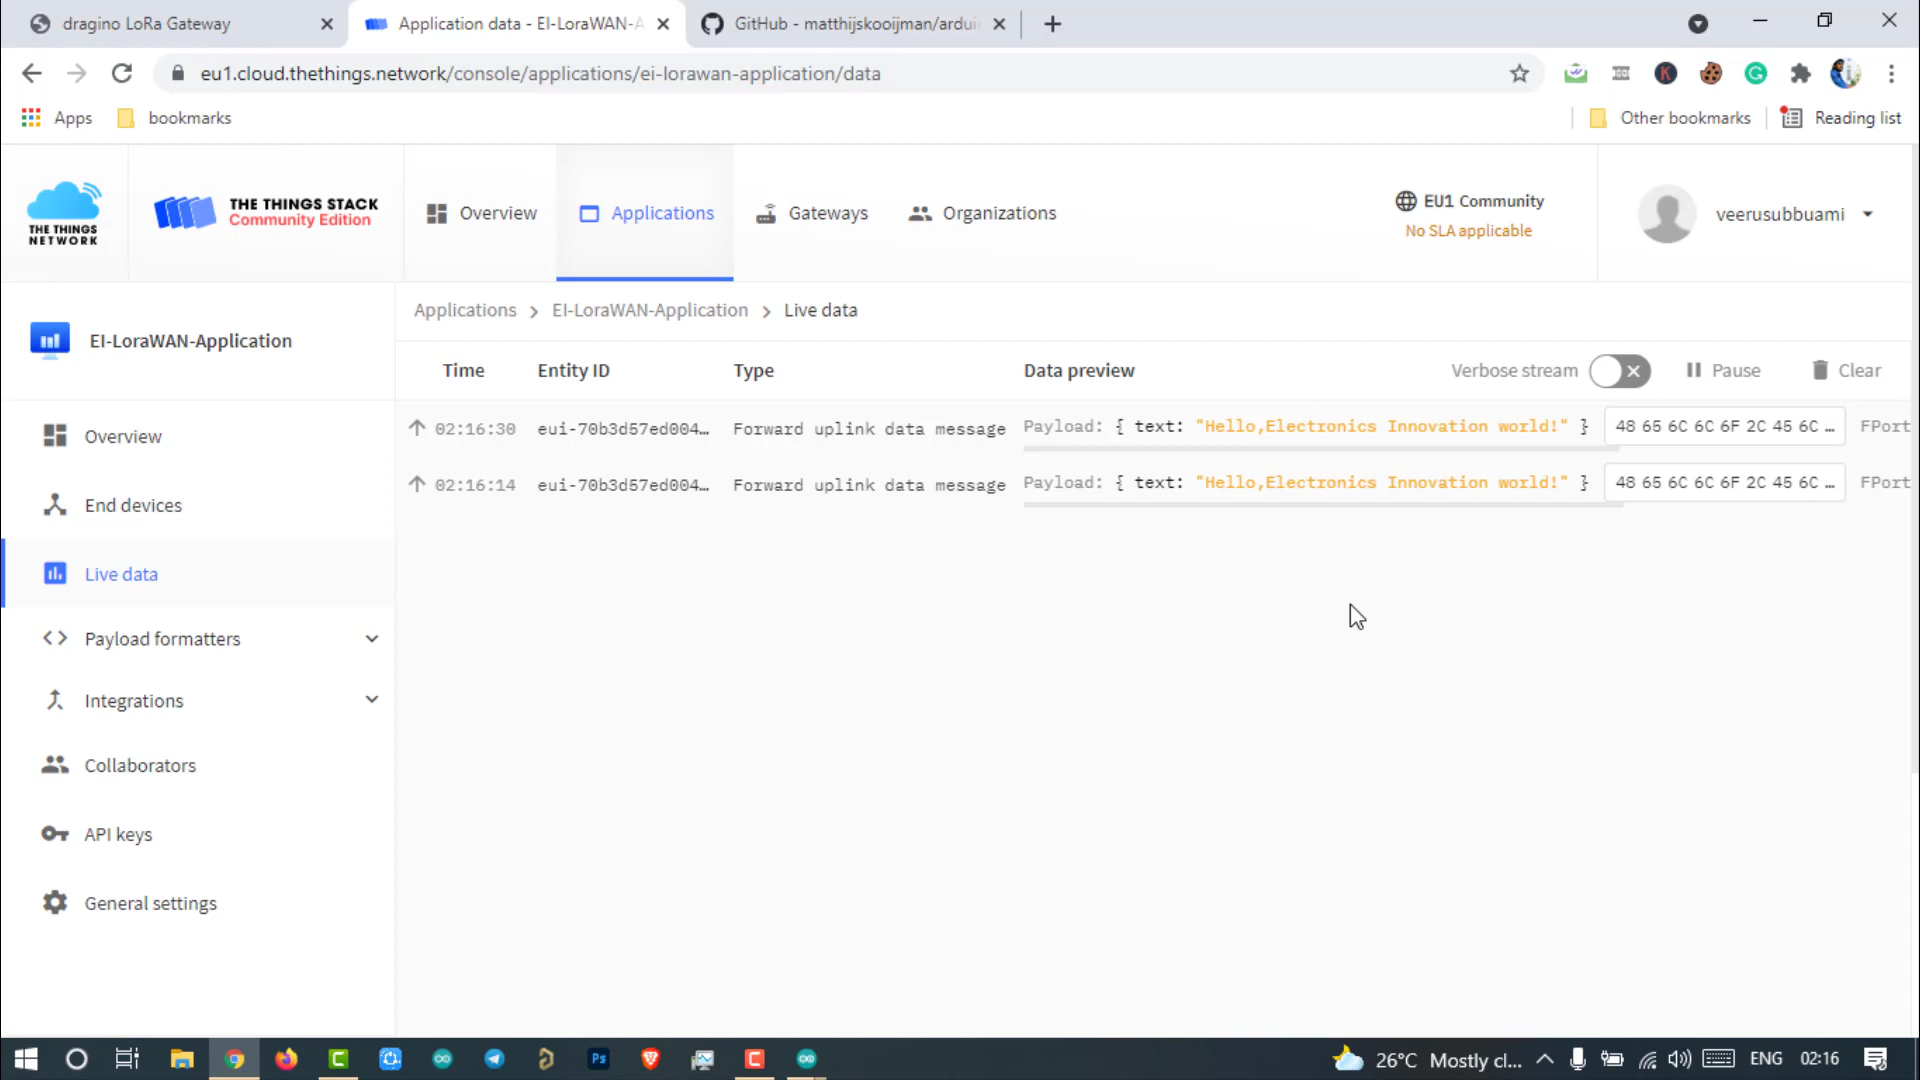 dragino LoRa Gateway
Application data - EI-LoraWAN-A
GitHub - matthijskooijman/ardui
eu1.cloud.thethings.network/console/applications/ei-lorawan-application/data
Apps
bookmarks
Other bookmarks
Reading list
THE THINGS
NETWORK
THE THINGS STACK
Community Edition
Overview
Applications
Gateways
Organizations
EU1 Community
No SLA applicable
veerusubbuami
EI-LoraWAN-Application
Applications
EI-LoraWAN-Application
Live data
Time
Entity ID
Type
Data preview
Verbose stream
Pause
Clear
02:16:30 eui-70b3d57ed004… Forward uplink data message Payload: { text: "Hello,Electronics Innovation world!" } 48 65 6C 6C 6F 2C 45 6C … FPort
02:16:14 eui-70b3d57ed004… Forward uplink data message Payload: { text: "Hello,Electronics Innovation world!" } 48 65 6C 6C 6F 2C 45 6C … FPort
Overview
End devices
Live data
Payload formatters
Integrations
Collaborators
API keys
General settings
Ps
26°C Mostly cl...
ENG
02:16